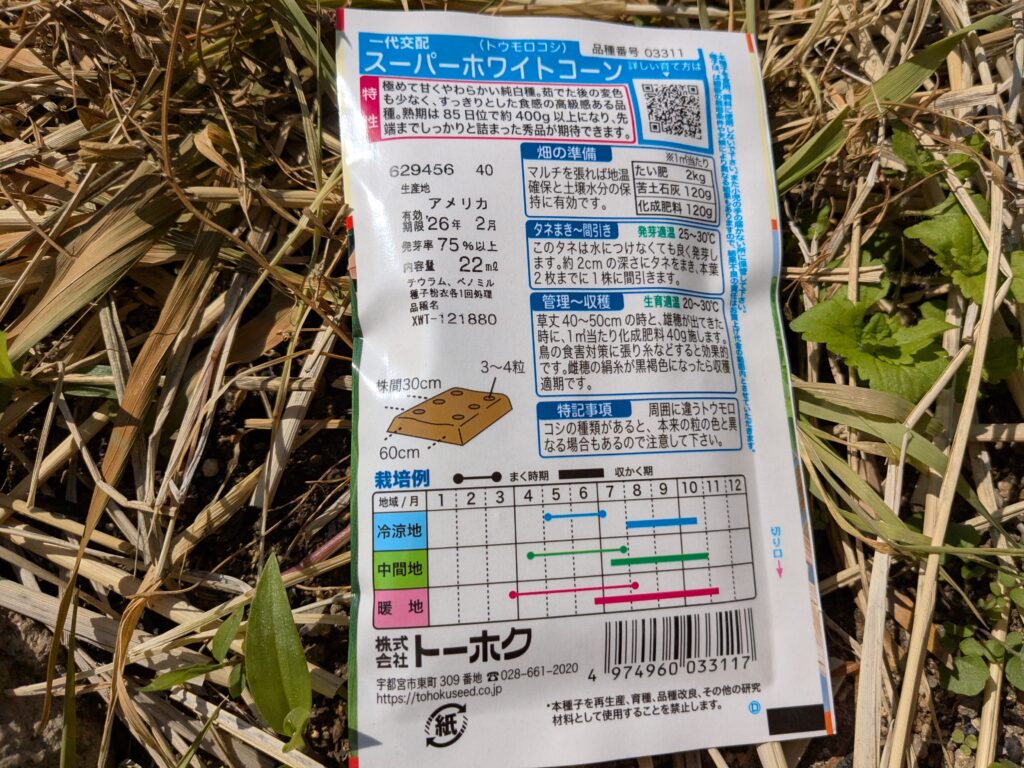 一代交配
(トウモロコシ)
品種番号 03311
スーパーホワイトコーン
詳しい育て方は
特性
極めて甘くやわらかい純白種。茹でた後の変色
も少なく、すっきりとした食感の高級感ある品
種。熟期は85日位で約400g以上になり、先
端までしっかりと詰まった秀品が期待できます。
629456 40
生産地
アメリカ
有効期限 '26年 2月
発芽率 75%以上
内容量 22mℓ
チウラム、ベノミル
種子粉衣各1回処理
品種名
XWT-121880
畑の準備
※1㎡当たり
マルチを張れば地温
確保と土壌水分の保
持に有効です。
たい肥 2kg
苦土石灰 120g
化成肥料 120g
タネまき〜間引き 発芽適温 25〜30℃
このタネは水につけなくても良く発芽し
ます。約2cmの深さにタネをまき、本葉
2枚までに1株に間引きます。
管理〜収穫 生育適温 20〜30℃
草丈40〜50cmの時と、雄穂が出てきた
時に、1㎡当たり化成肥料40g施します。
鳥の食害対策に張り糸などすると効果的
です。雌穂の絹糸が黒褐色になったら収穫
適期です。
特記事項 周囲に違うトウモロ
コシの種類があると、本来の粒の色と異
なる場合もあるので注意して下さい。
3〜4粒
株間30cm
60cm
栽培例 まく時期 収かく期
地域/月 1 2 3 4 5 6 7 8 9 10 11 12
冷涼地
中間地
暖地
株式会社 トーホク
宇都宮市東町309番地 ☎028-661-2020
https://tohokuseed.co.jp
紙
4 974960 033117
*本種子を再生産、育種、品種改良、その他の研究
材料として使用することを禁止します。
切り口→